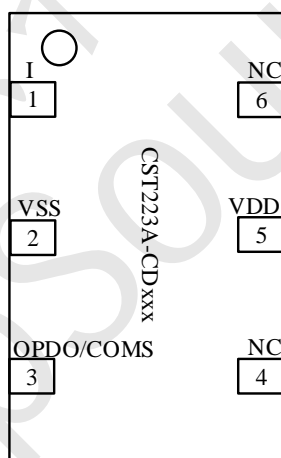 I NC
1 6
CST223A-CDxxx
VSS VDD
2 5
OPDO/COMS NC
3 4